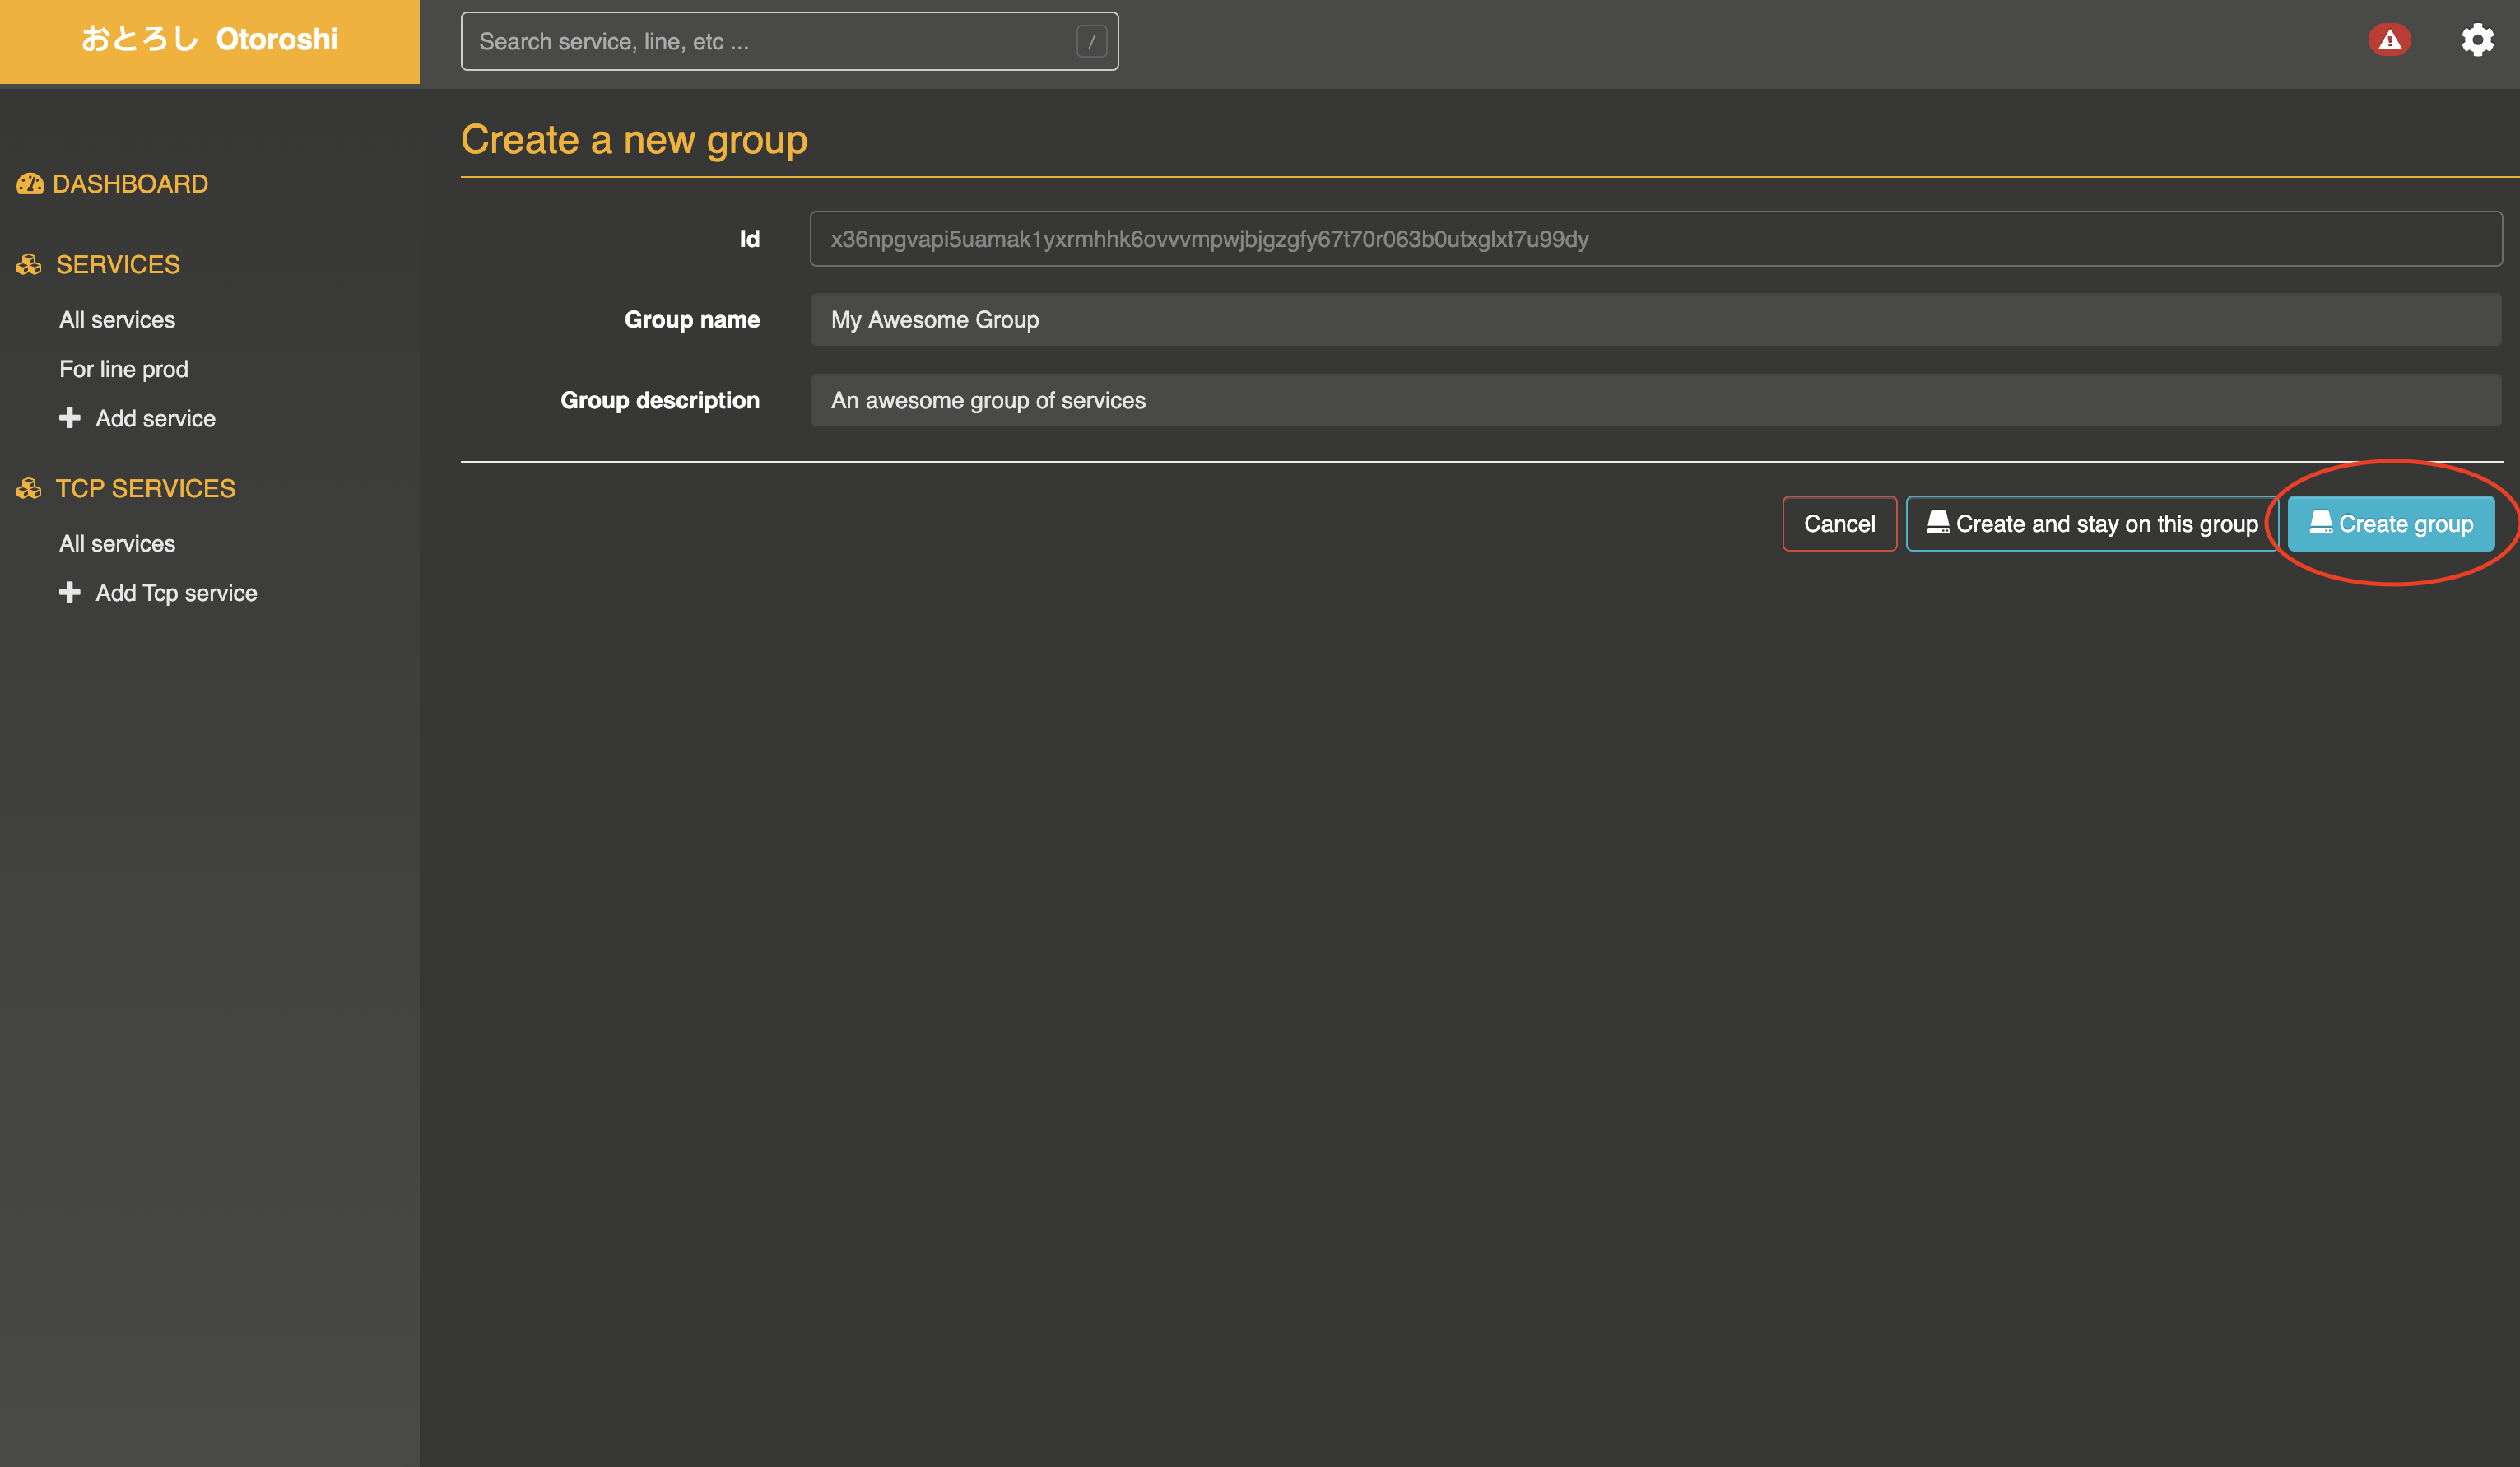 おとろし Otoroshi
Search service, line, etc ...
/
DASHBOARD
SERVICES
All services
For line prod
Add service
TCP SERVICES
All services
Add Tcp service
Create a new group
Id
x36npgvapi5uamak1yxrmhhk6ovvvmpwjbjgzgfy67t70r063b0utxglxt7u99dy
Group name
My Awesome Group
Group description
An awesome group of services
Cancel
Create and stay on this group
Create group